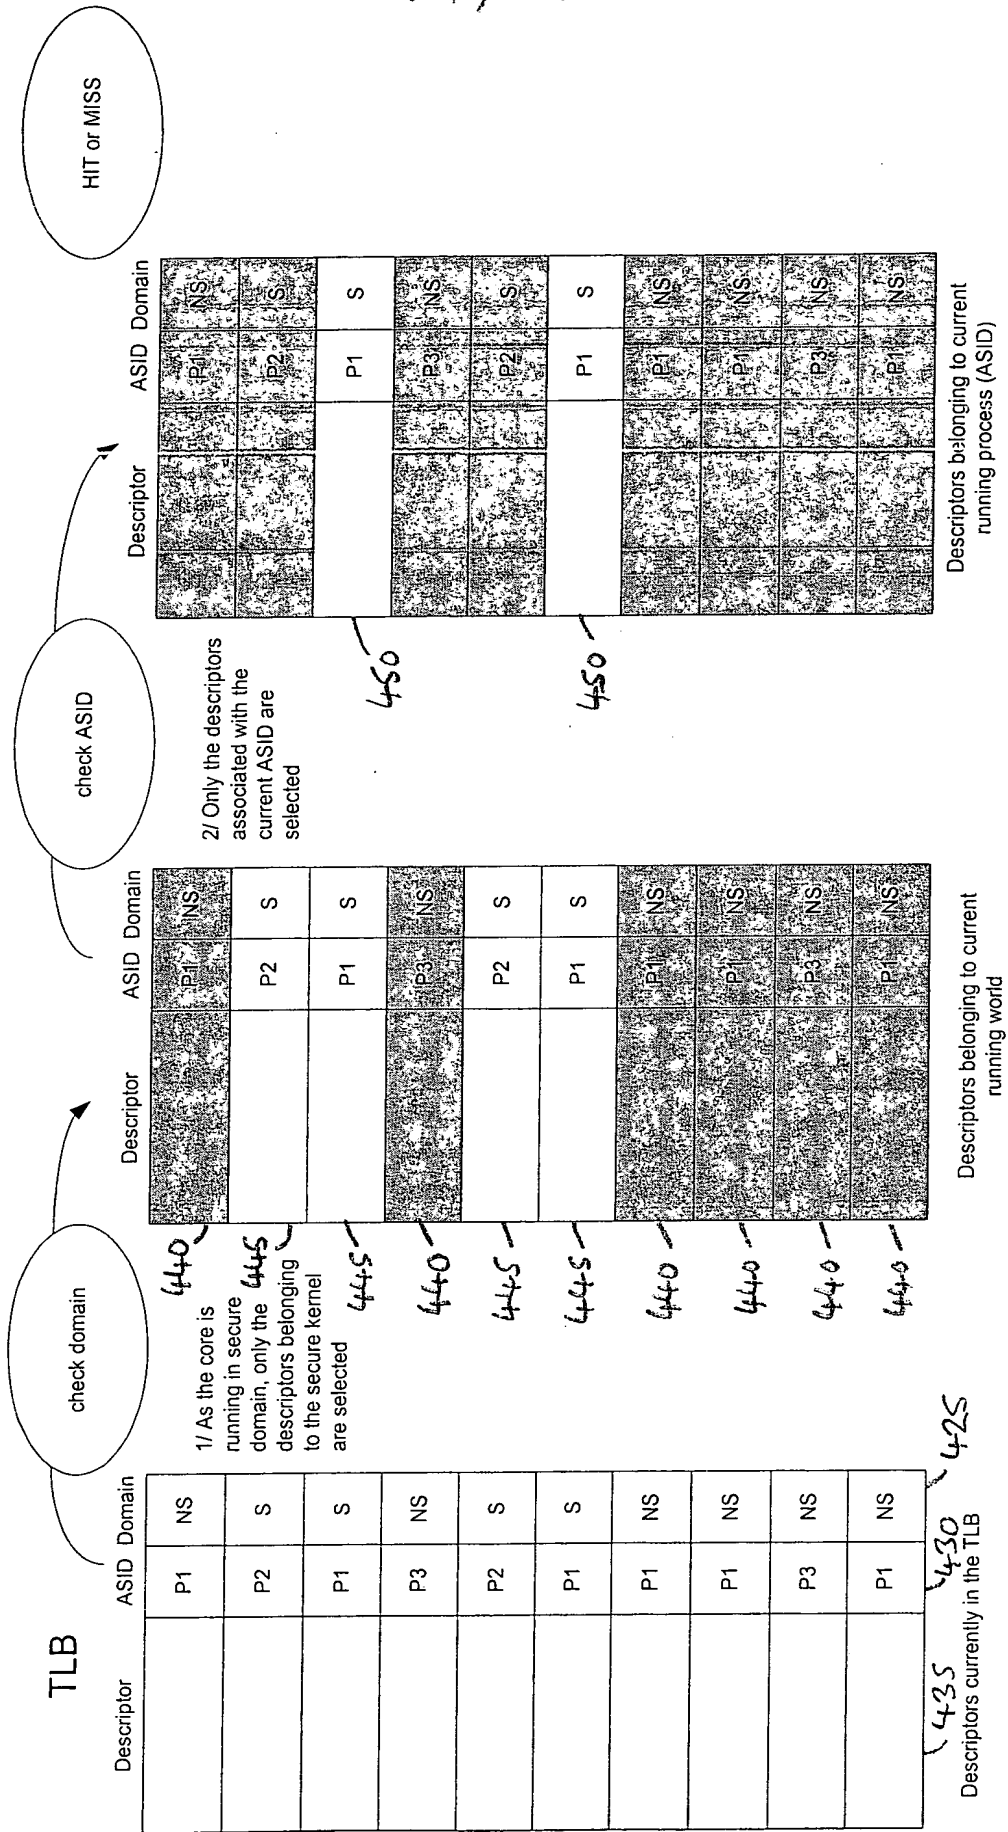 TLB
Descriptor ASID Domain
P1 NS
P2 S
P1 S
P3 NS
P2 S
P1 S
P1 NS
P1 NS
P3 NS
P1 NS
435 430 425
Descriptors currently in the TLB
check domain
1/ As the core is
running in secure
domain, only the
descriptors belonging
to the secure kernel
are selected
Descriptor ASID Domain
440 P1 NS
445 P2 S
445 P1 S
440 P3 NS
445 P2 S
445 P1 S
440 P1 NS
440 P1 NS
440 P3 NS
440 P1 NS
Descriptors belonging to current
running world
check ASID
2/ Only the descriptors
associated with the
current ASID are
selected
Descriptor ASID Domain
P1 NS
P2 S
450 P1 S
P3 NS
P2 S
450 P1 S
P1 NS
P1 NS
P3 NS
P1 NS
Descriptors belonging to current
running process (ASID)
HIT or MISS